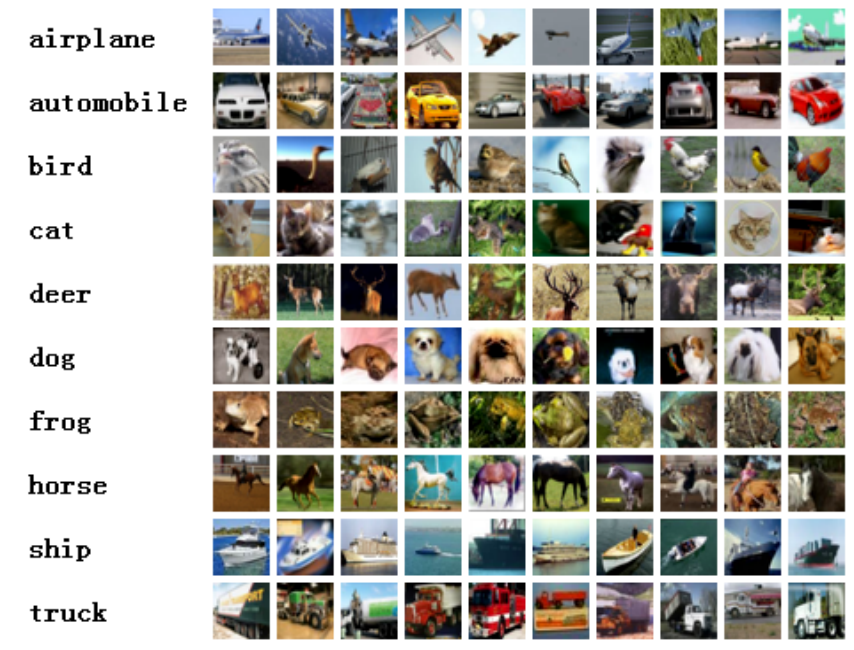 airplane
automobile
bird
cat
deer
dog
frog
horse
ship
truck